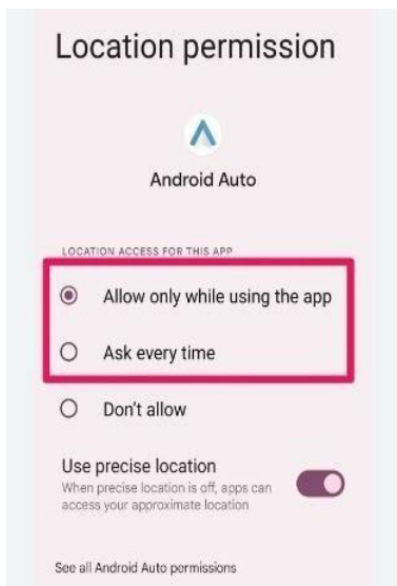 Location permission
Android Auto
LOCATION ACCESS FOR THIS APP
Allow only while using the app
Ask every time
Don't allow
Use precise location
When precise location is off, apps can
access your approximate location
See all Android Auto permissions